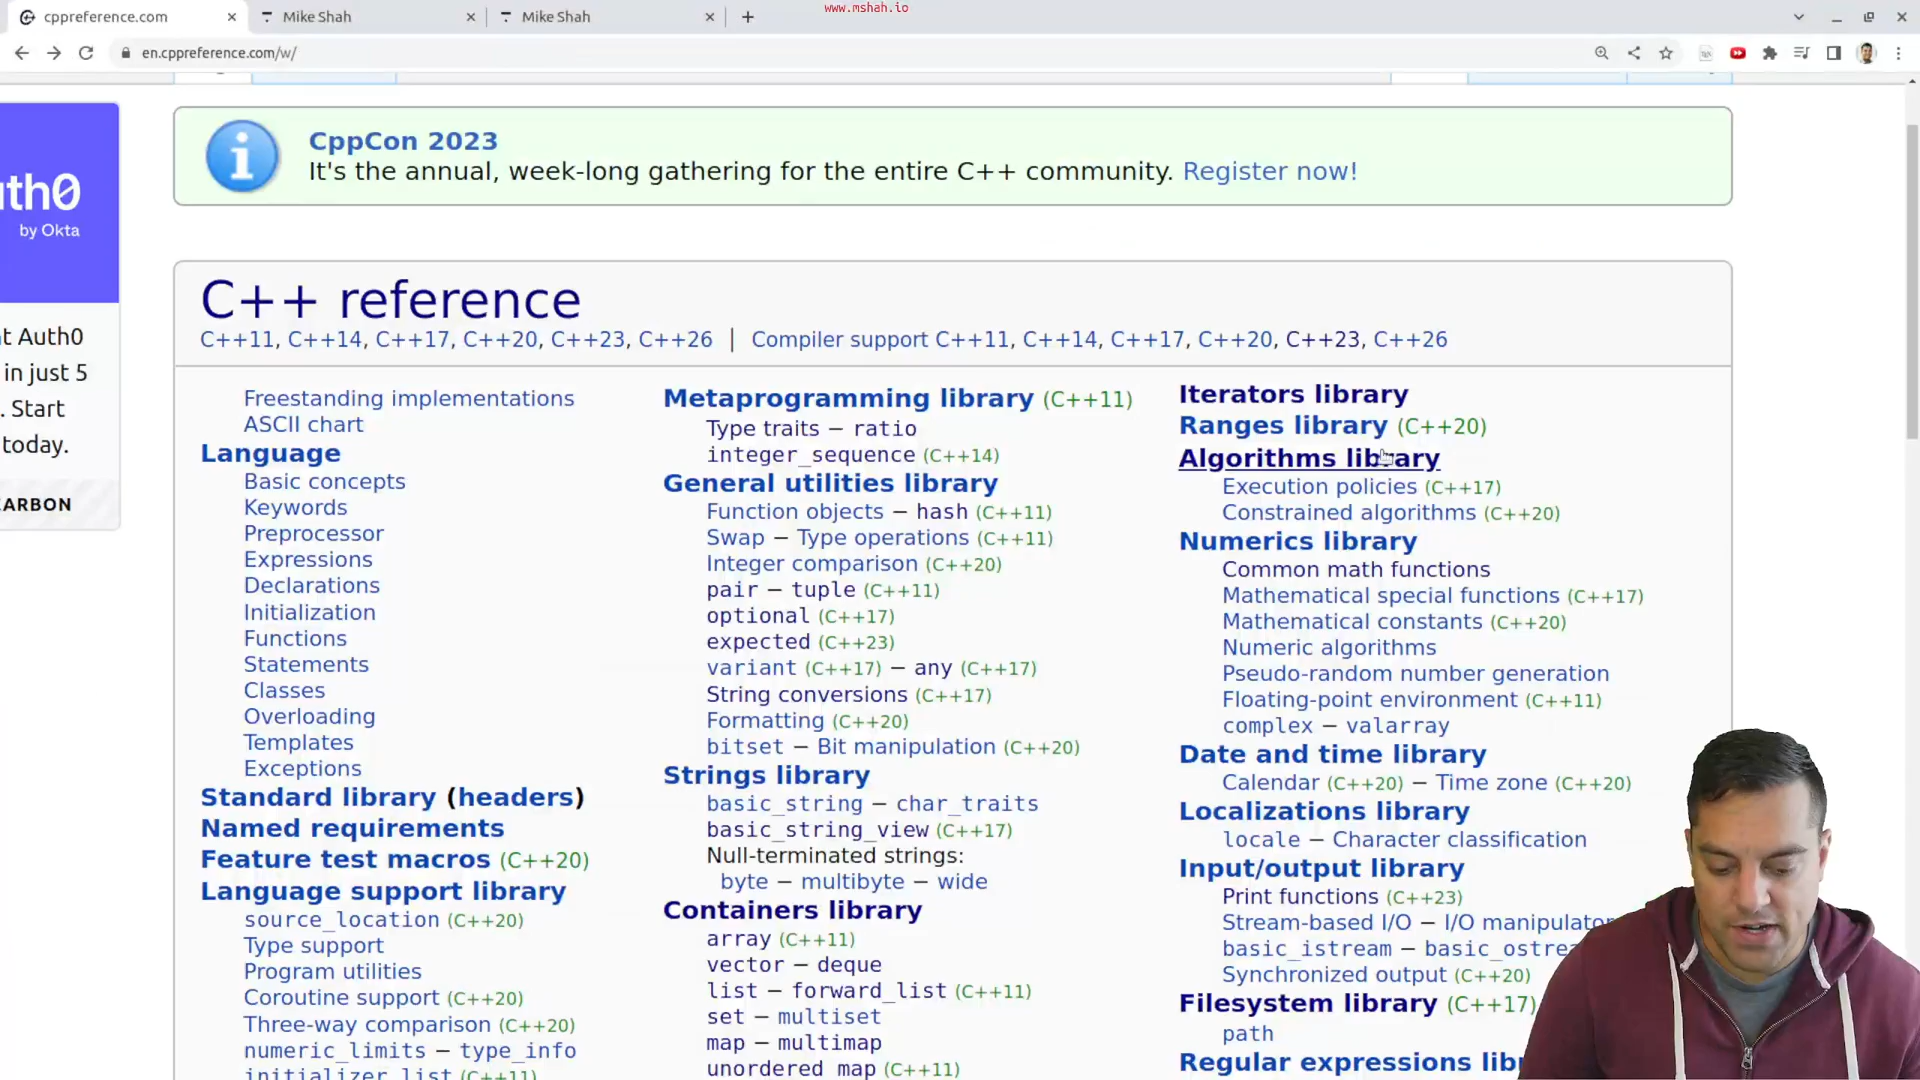 cppreference.com
Mike Shah
Mike Shah
www.mshah.io
en.cppreference.com/w/
CppCon 2023
It's the annual, week-long gathering for the entire C++ community. Register now!
uth0
by Okta
t Auth0
in just 5
. Start
today.
CARBON
C++ reference
C++11, C++14, C++17, C++20, C++23, C++26 | Compiler support C++11, C++14, C++17, C++20, C++23, C++26
Freestanding implementations
ASCII chart
Language
Basic concepts
Keywords
Preprocessor
Expressions
Declarations
Initialization
Functions
Statements
Classes
Overloading
Templates
Exceptions
Standard library (headers)
Named requirements
Feature test macros (C++20)
Language support library
source_location (C++20)
Type support
Program utilities
Coroutine support (C++20)
Three-way comparison (C++20)
numeric_limits − type_info
initializer_list (C++11)
Metaprogramming library (C++11)
Type traits − ratio
integer_sequence (C++14)
General utilities library
Function objects − hash (C++11)
Swap − Type operations (C++11)
Integer comparison (C++20)
pair − tuple (C++11)
optional (C++17)
expected (C++23)
variant (C++17) − any (C++17)
String conversions (C++17)
Formatting (C++20)
bitset − Bit manipulation (C++20)
Strings library
basic_string − char_traits
basic_string_view (C++17)
Null-terminated strings:
byte − multibyte − wide
Containers library
array (C++11)
vector − deque
list − forward_list (C++11)
set − multiset
map − multimap
unordered_map (C++11)
Iterators library
Ranges library (C++20)
Algorithms library
Execution policies (C++17)
Constrained algorithms (C++20)
Numerics library
Common math functions
Mathematical special functions (C++17)
Mathematical constants (C++20)
Numeric algorithms
Pseudo-random number generation
Floating-point environment (C++11)
complex − valarray
Date and time library
Calendar (C++20) − Time zone (C++20)
Localizations library
locale − Character classification
Input/output library
Print functions (C++23)
Stream-based I/O − I/O manipulator
basic_istream − basic_ostrea
Synchronized output (C++20)
Filesystem library (C++17)
path
Regular expressions libr